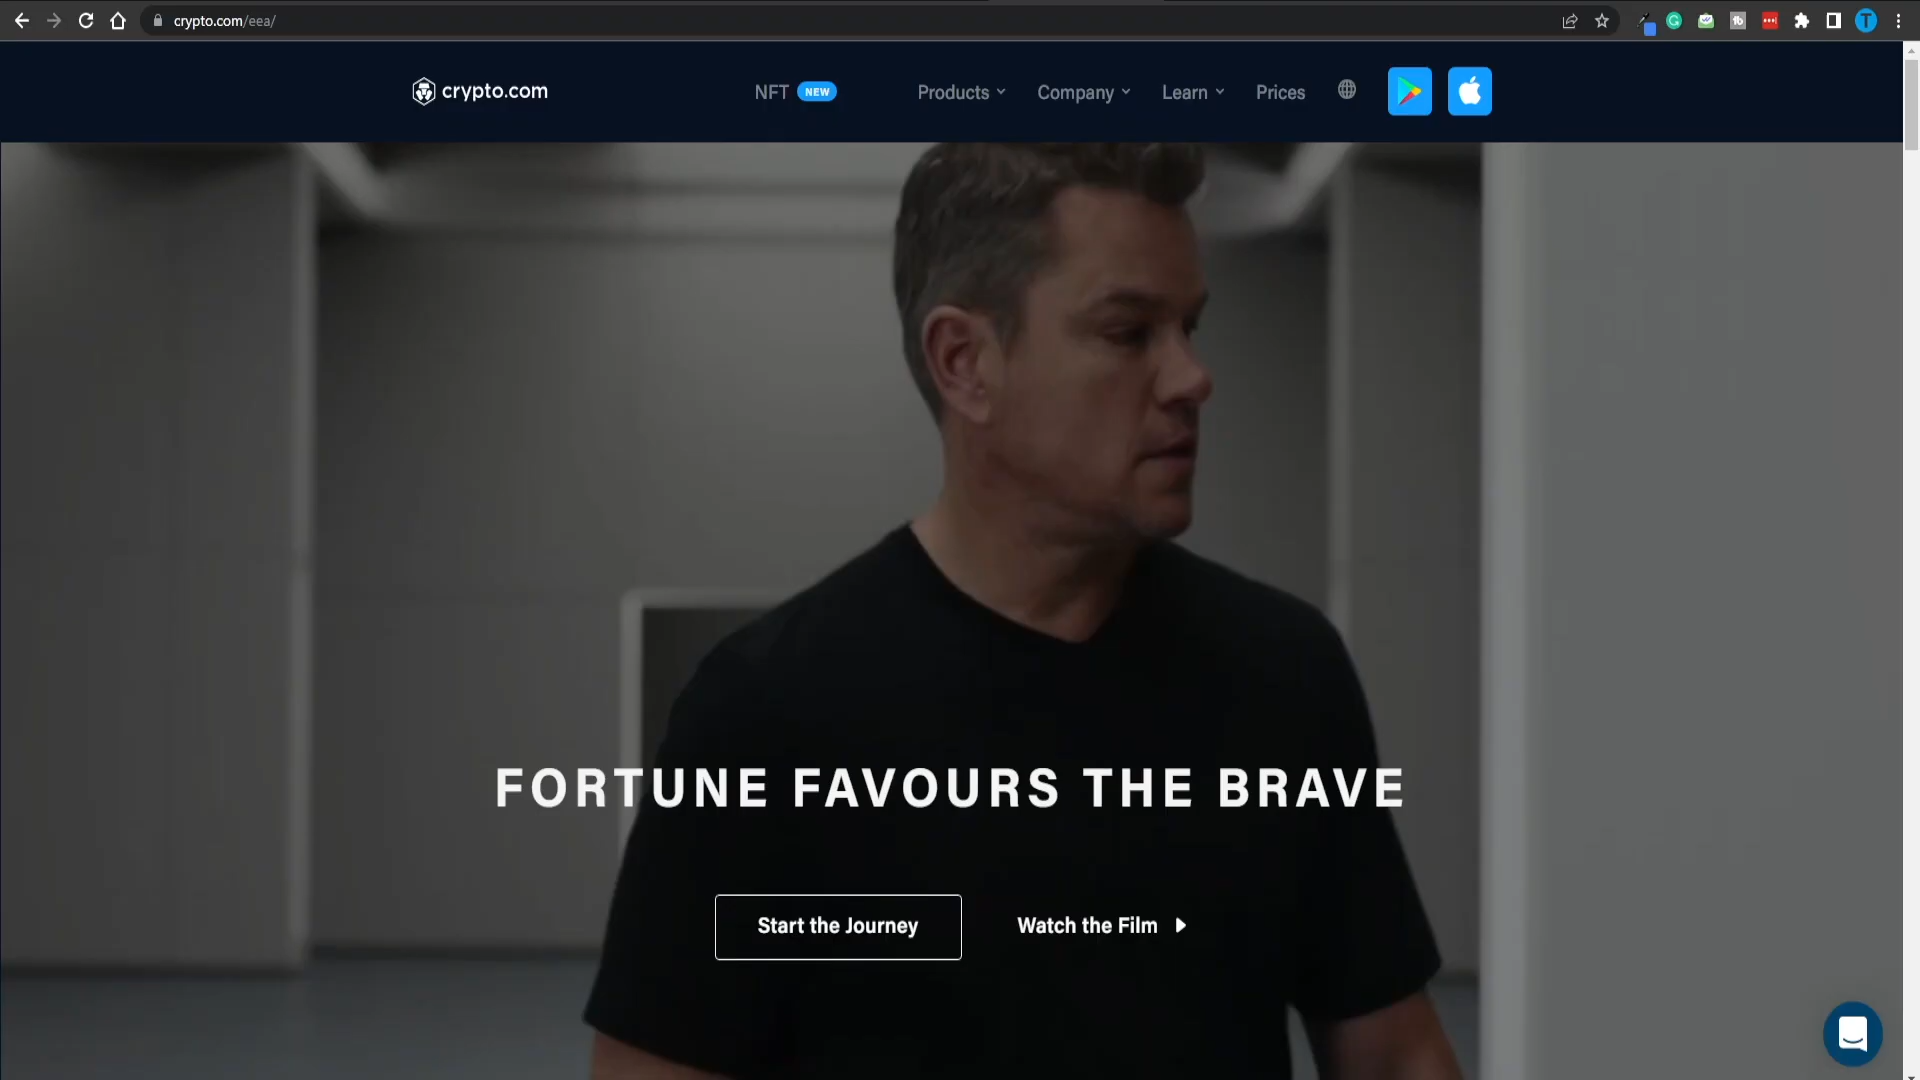 crypto.com/eea/
crypto.com
NFT NEW
Products
Company
Learn
Prices
FORTUNE FAVOURS THE BRAVE
Start the Journey
Watch the Film
T